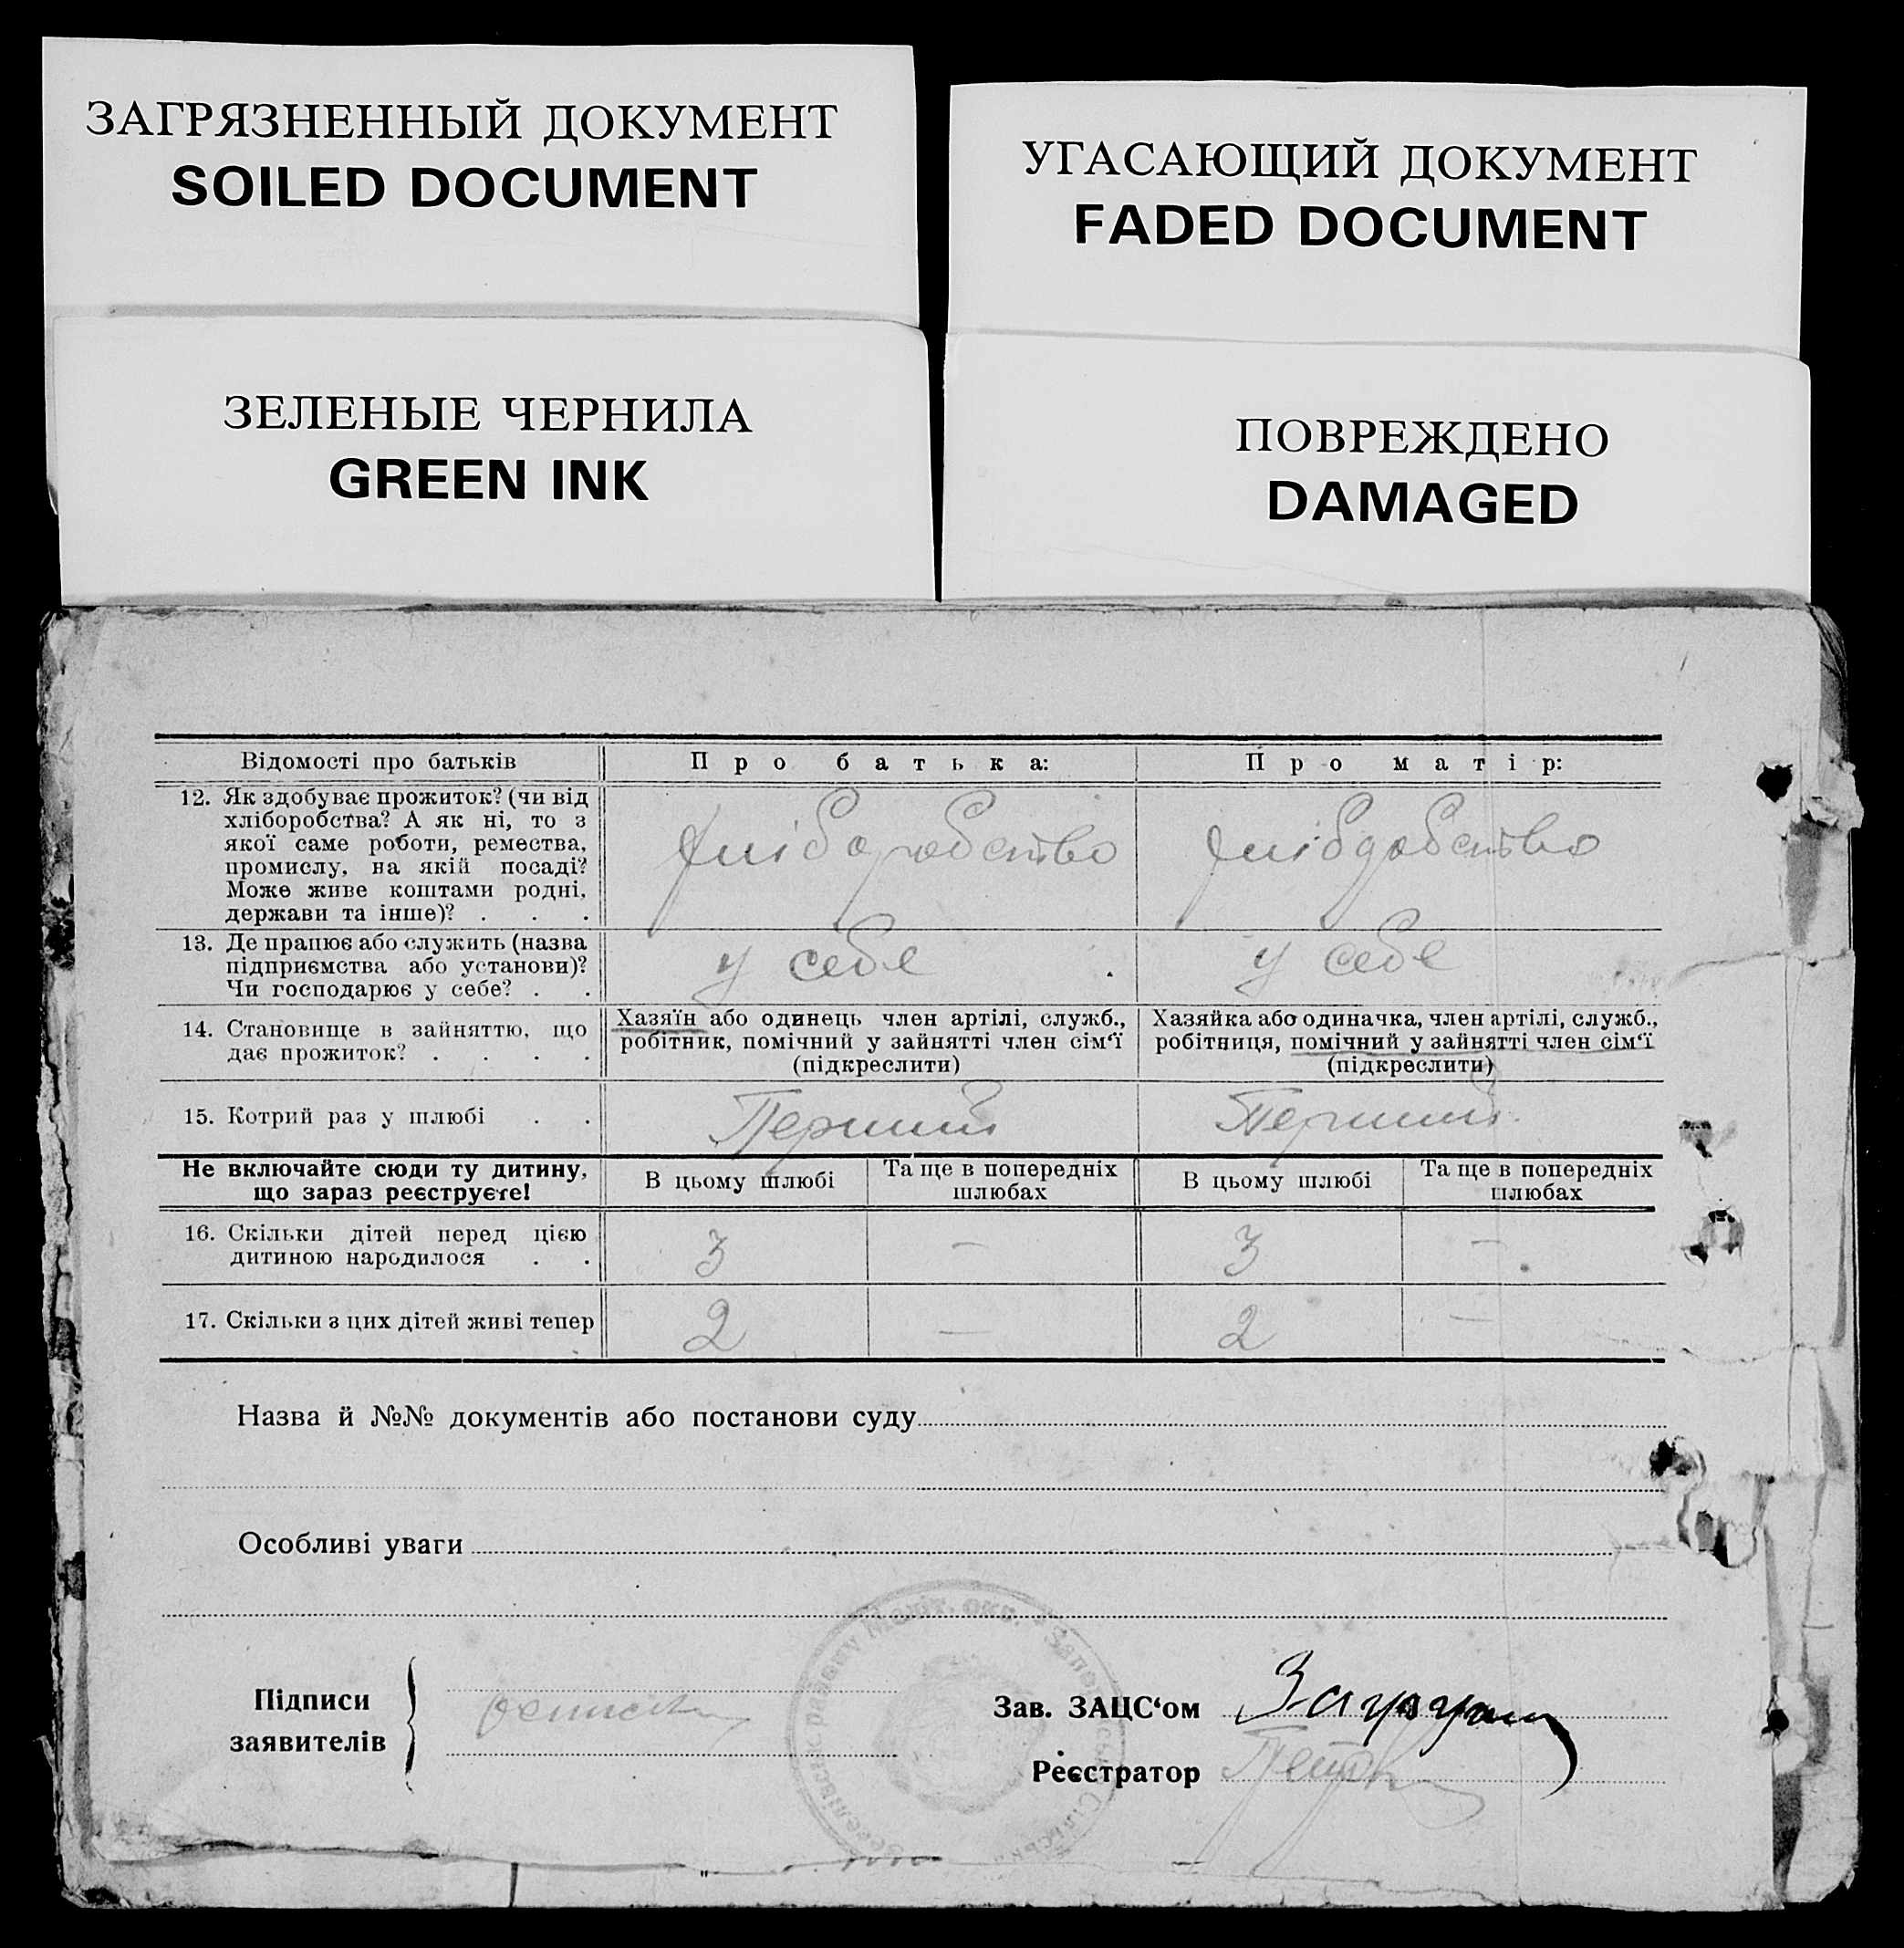 ЗАГРЯЗНЕННЫЙ ДОКУМЕНТ
SOILED DOCUMENT
УГАСАЮЩИЙ ДОКУМЕНТ
FADED DOCUMENT
ЗЕЛЕНЫЕ ЧЕРНИЛА
GREEN INK
ПОВРЕЖДЕНО
DAMAGED
Відомості про батьків
Про батька:
Про матір:
12. Як здобуває прожиток? (чи від
хліборобства? А як ні, то з
якої саме роботи, ремества,
промислу, на якій посаді?
Може живе коштами родні,
держави та інше)? . . .
хліборобство
13. Де працює або служить (назва
підприємства або установи)?
Чи господарює у себе? . .
у себе
у себе
14. Становище в зайняттю, що
дає прожиток? . . . .
Хазяїн або одинець член артілі, служб.,
робітник, помічний у зайнятті член сім‘ї
(підкреслити)
Хазяйка або одиначка, член артілі, служб.,
робітниця, помічний у зайнятті член сім‘ї
(підкреслити)
15. Котрий раз у шлюбі . .
Перший
Перший
Не включайте сюди ту дитину,
що зараз реєструєте!
В цьому шлюбі
Та ще в попередніх
шлюбах
В цьому шлюбі
Та ще в попередніх
шлюбах
16. Скільки дітей перед цією
дитиною народилося . .
3
—
3
—
17. Скільки з цих дітей живі тепер
2
—
2
—
Назва й №№ документів або постанови суду
Особливі уваги
Підписи
заявителів
Зав. ЗАЦС‘ом
Реєстратор